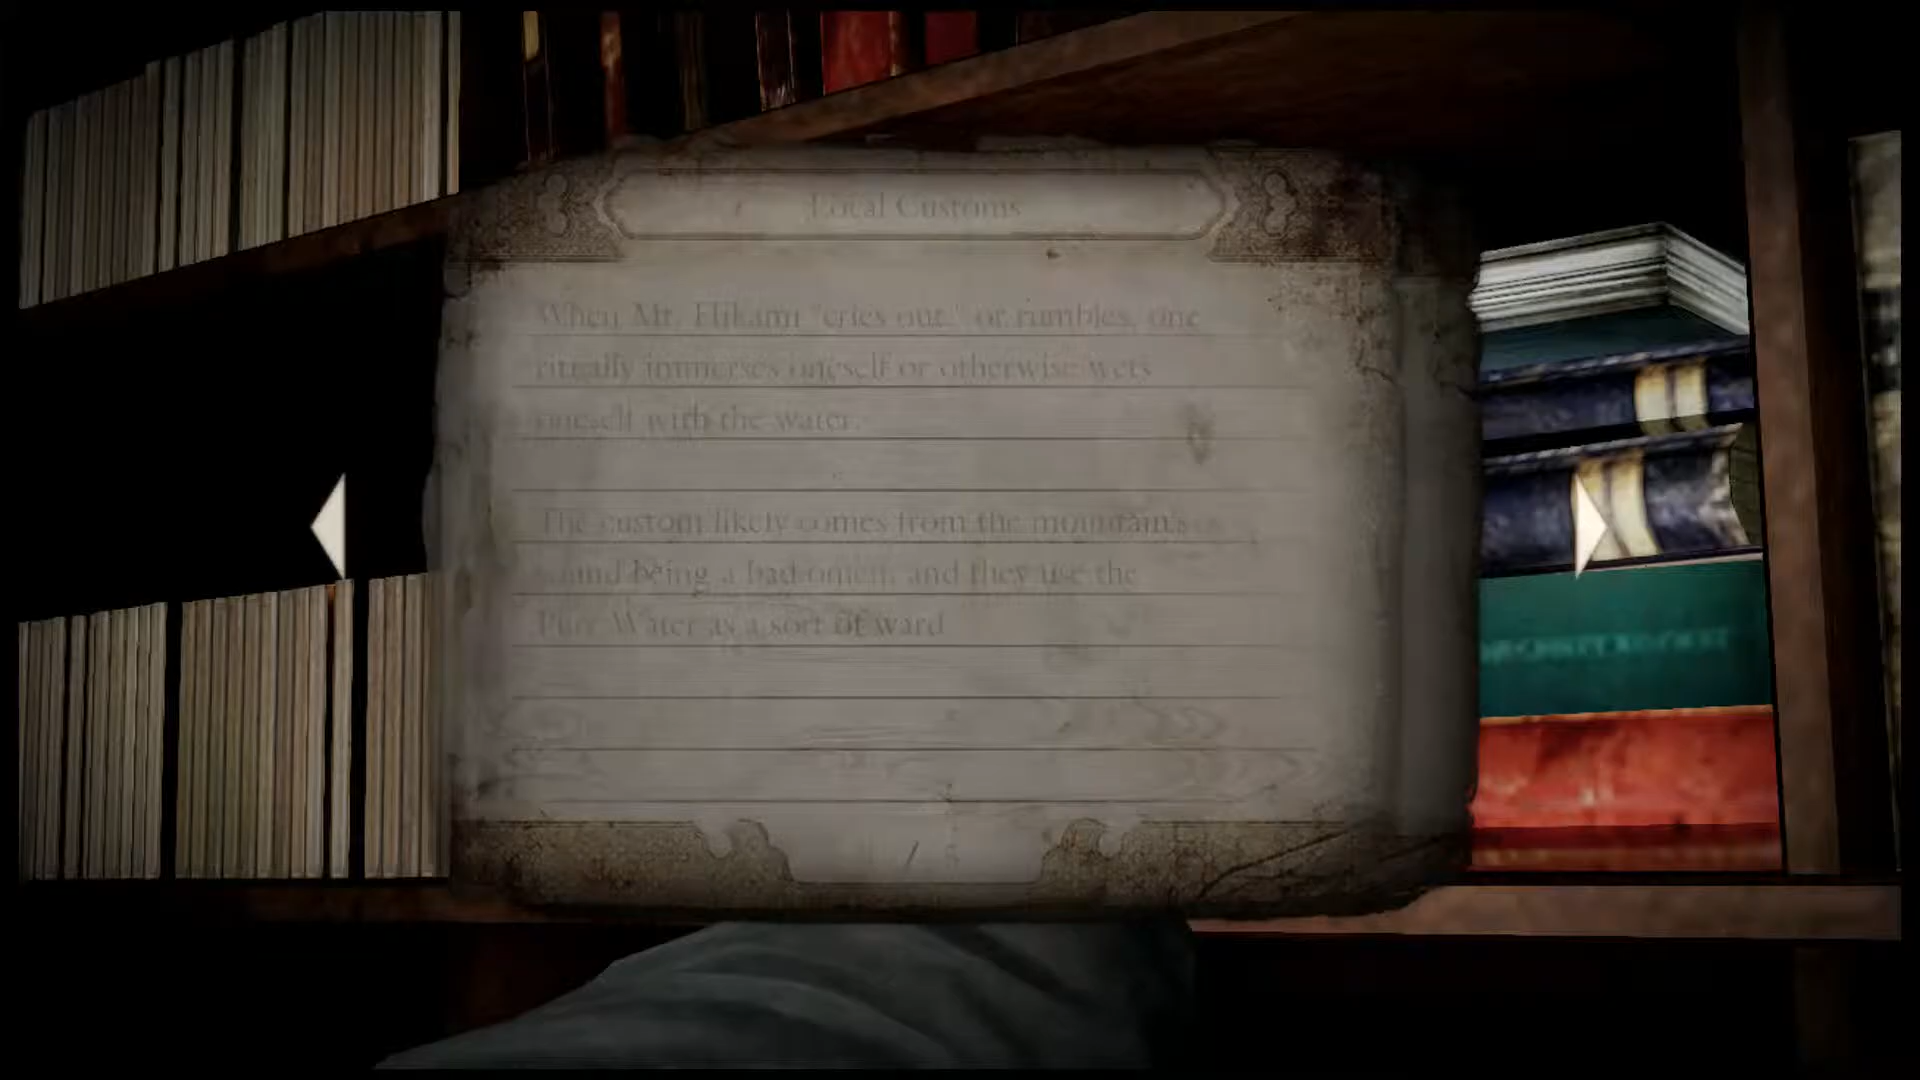 Local Customs
When Mt. Hikami "cries out," or rumbles, one
ritually immerses oneself or otherwise wets
oneself with the water.
The custom likely comes from the mountain's
sound being a bad omen, and they use the
Pure Water as a sort of ward
/ 8